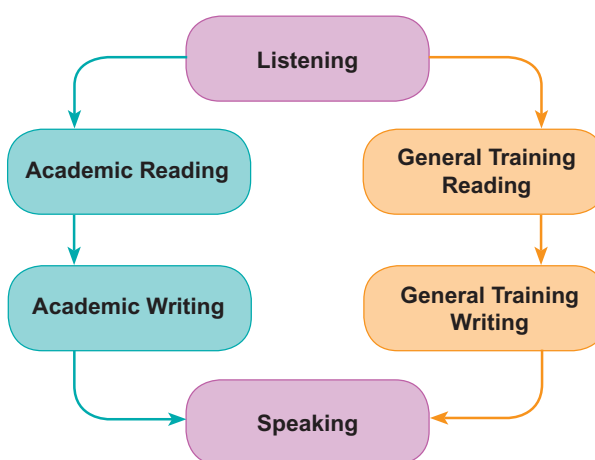 Listening
Academic Reading
General Training
Reading
Academic Writing
General Training
Writing
Speaking